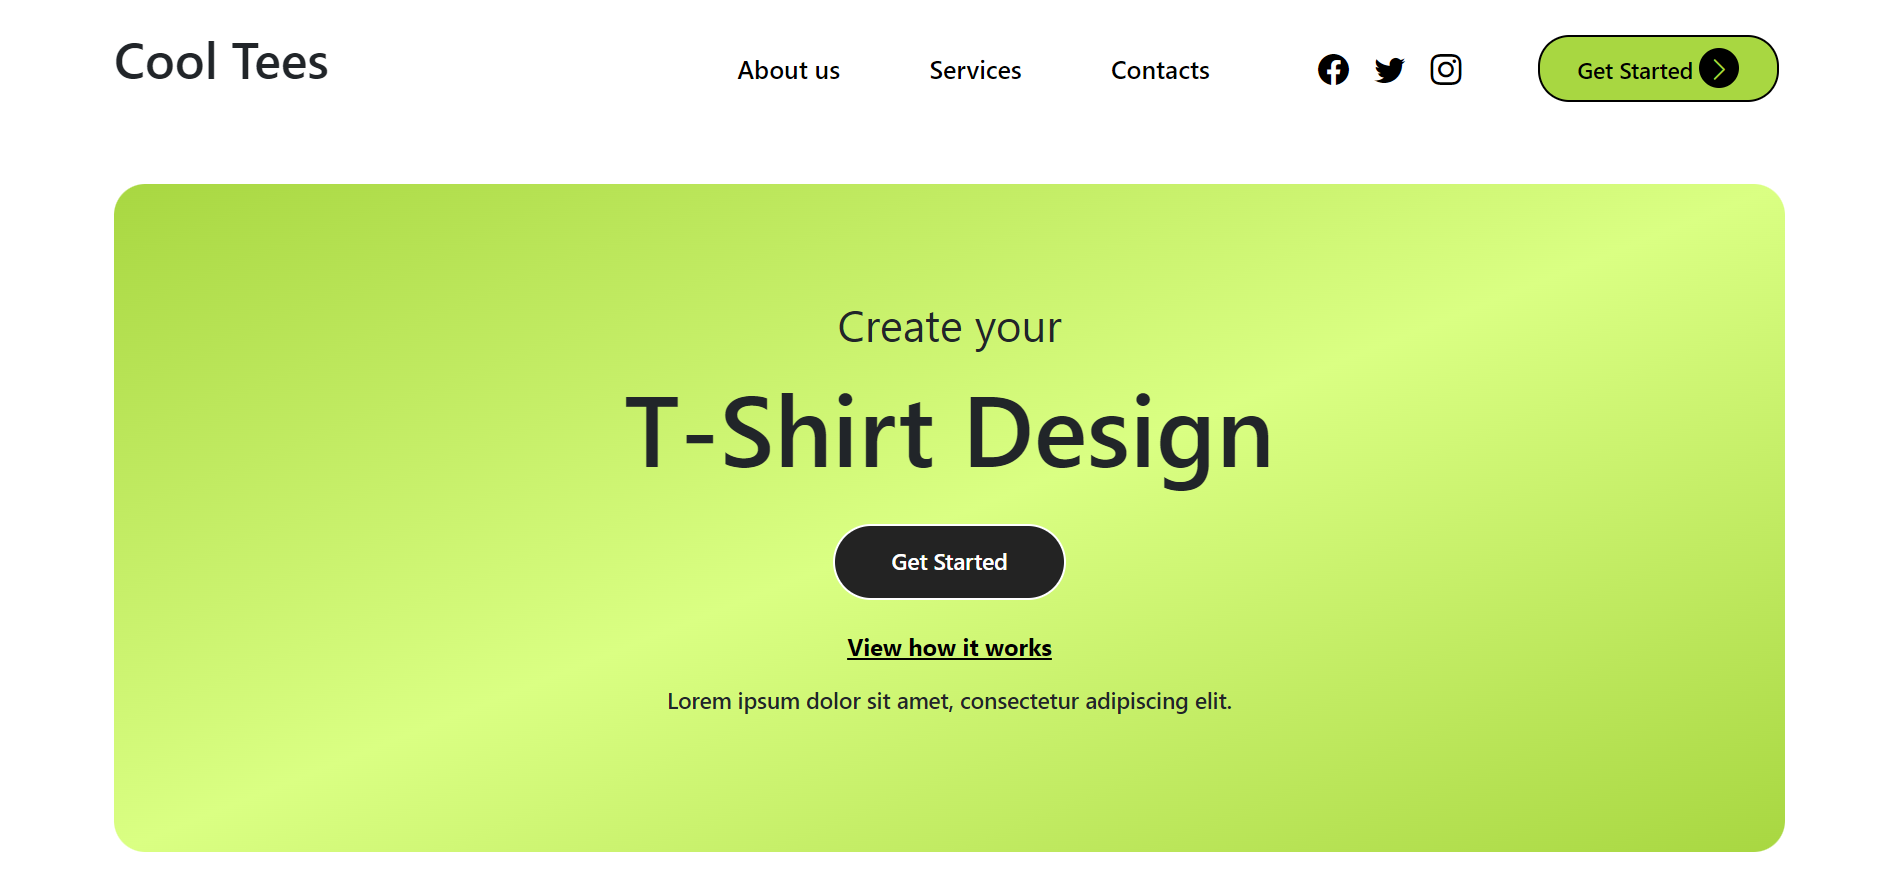 Cool Tees
About us
Services
Contacts
Get Started
Create your
T-Shirt Design
Get Started
View how it works
Lorem ipsum dolor sit amet, consectetur adipiscing elit.